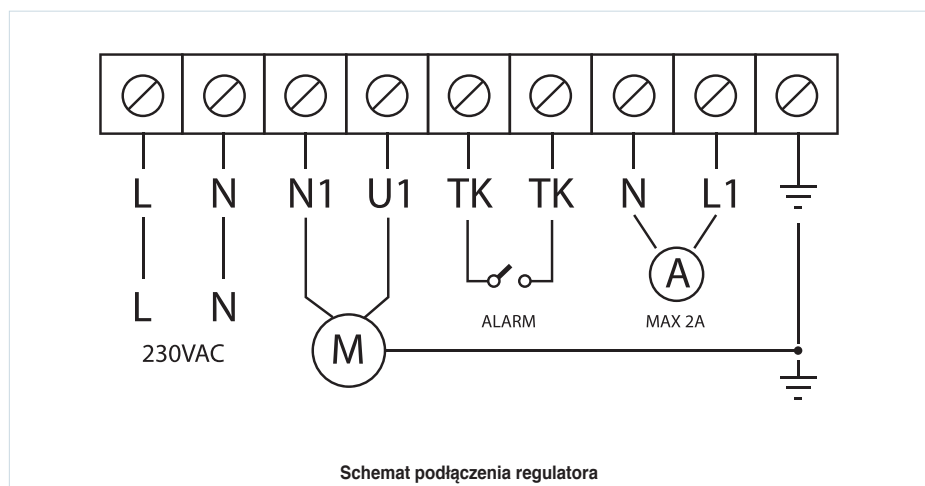 L N N1 U1 TK TK N L1
L N A
ALARM MAX 2A
230VAC M
Schemat podłączenia regulatora